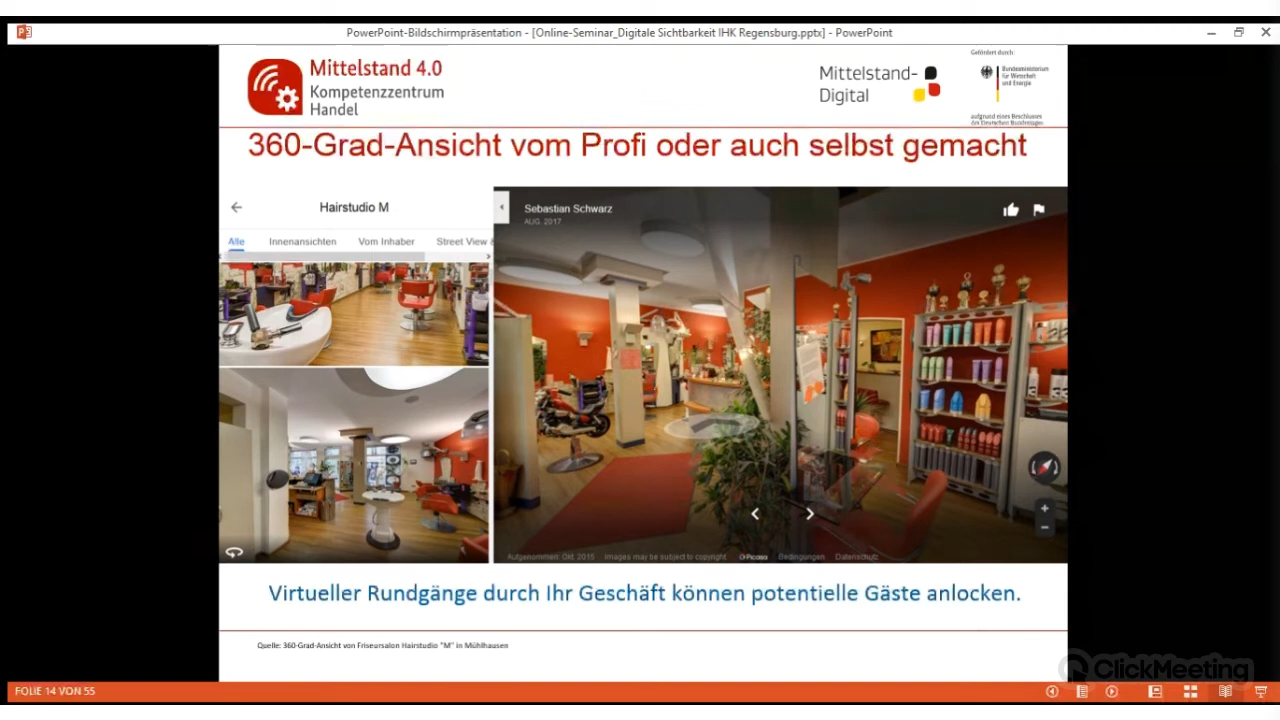 PowerPoint-Bildschirmpräsentation - [Online-Seminar_Digitale Sichtbarkeit IHK Regensburg.pptx] - PowerPoint
Mittelstand 4.0
Kompetenzzentrum
Handel
Mittelstand-
Digital
Gefördert durch:
Bundesministerium
für Wirtschaft
und Energie
aufgrund eines Beschlusses
des Deutschen Bundestages
360-Grad-Ansicht vom Profi oder auch selbst gemacht
Hairstudio M
Alle Innenansichten Vom Inhaber Street View &
Sebastian Schwarz
AUG. 2017
Aufgenommen: Okt. 2015 Images may be subject to copyright. Picasa Bedingungen Datenschutz
Virtueller Rundgänge durch Ihr Geschäft können potentielle Gäste anlocken.
Quelle: 360-Grad-Ansicht von Friseursalon Hairstudio "M" in Mühlhausen
ClickMeeting
FOLIE 14 VON 55